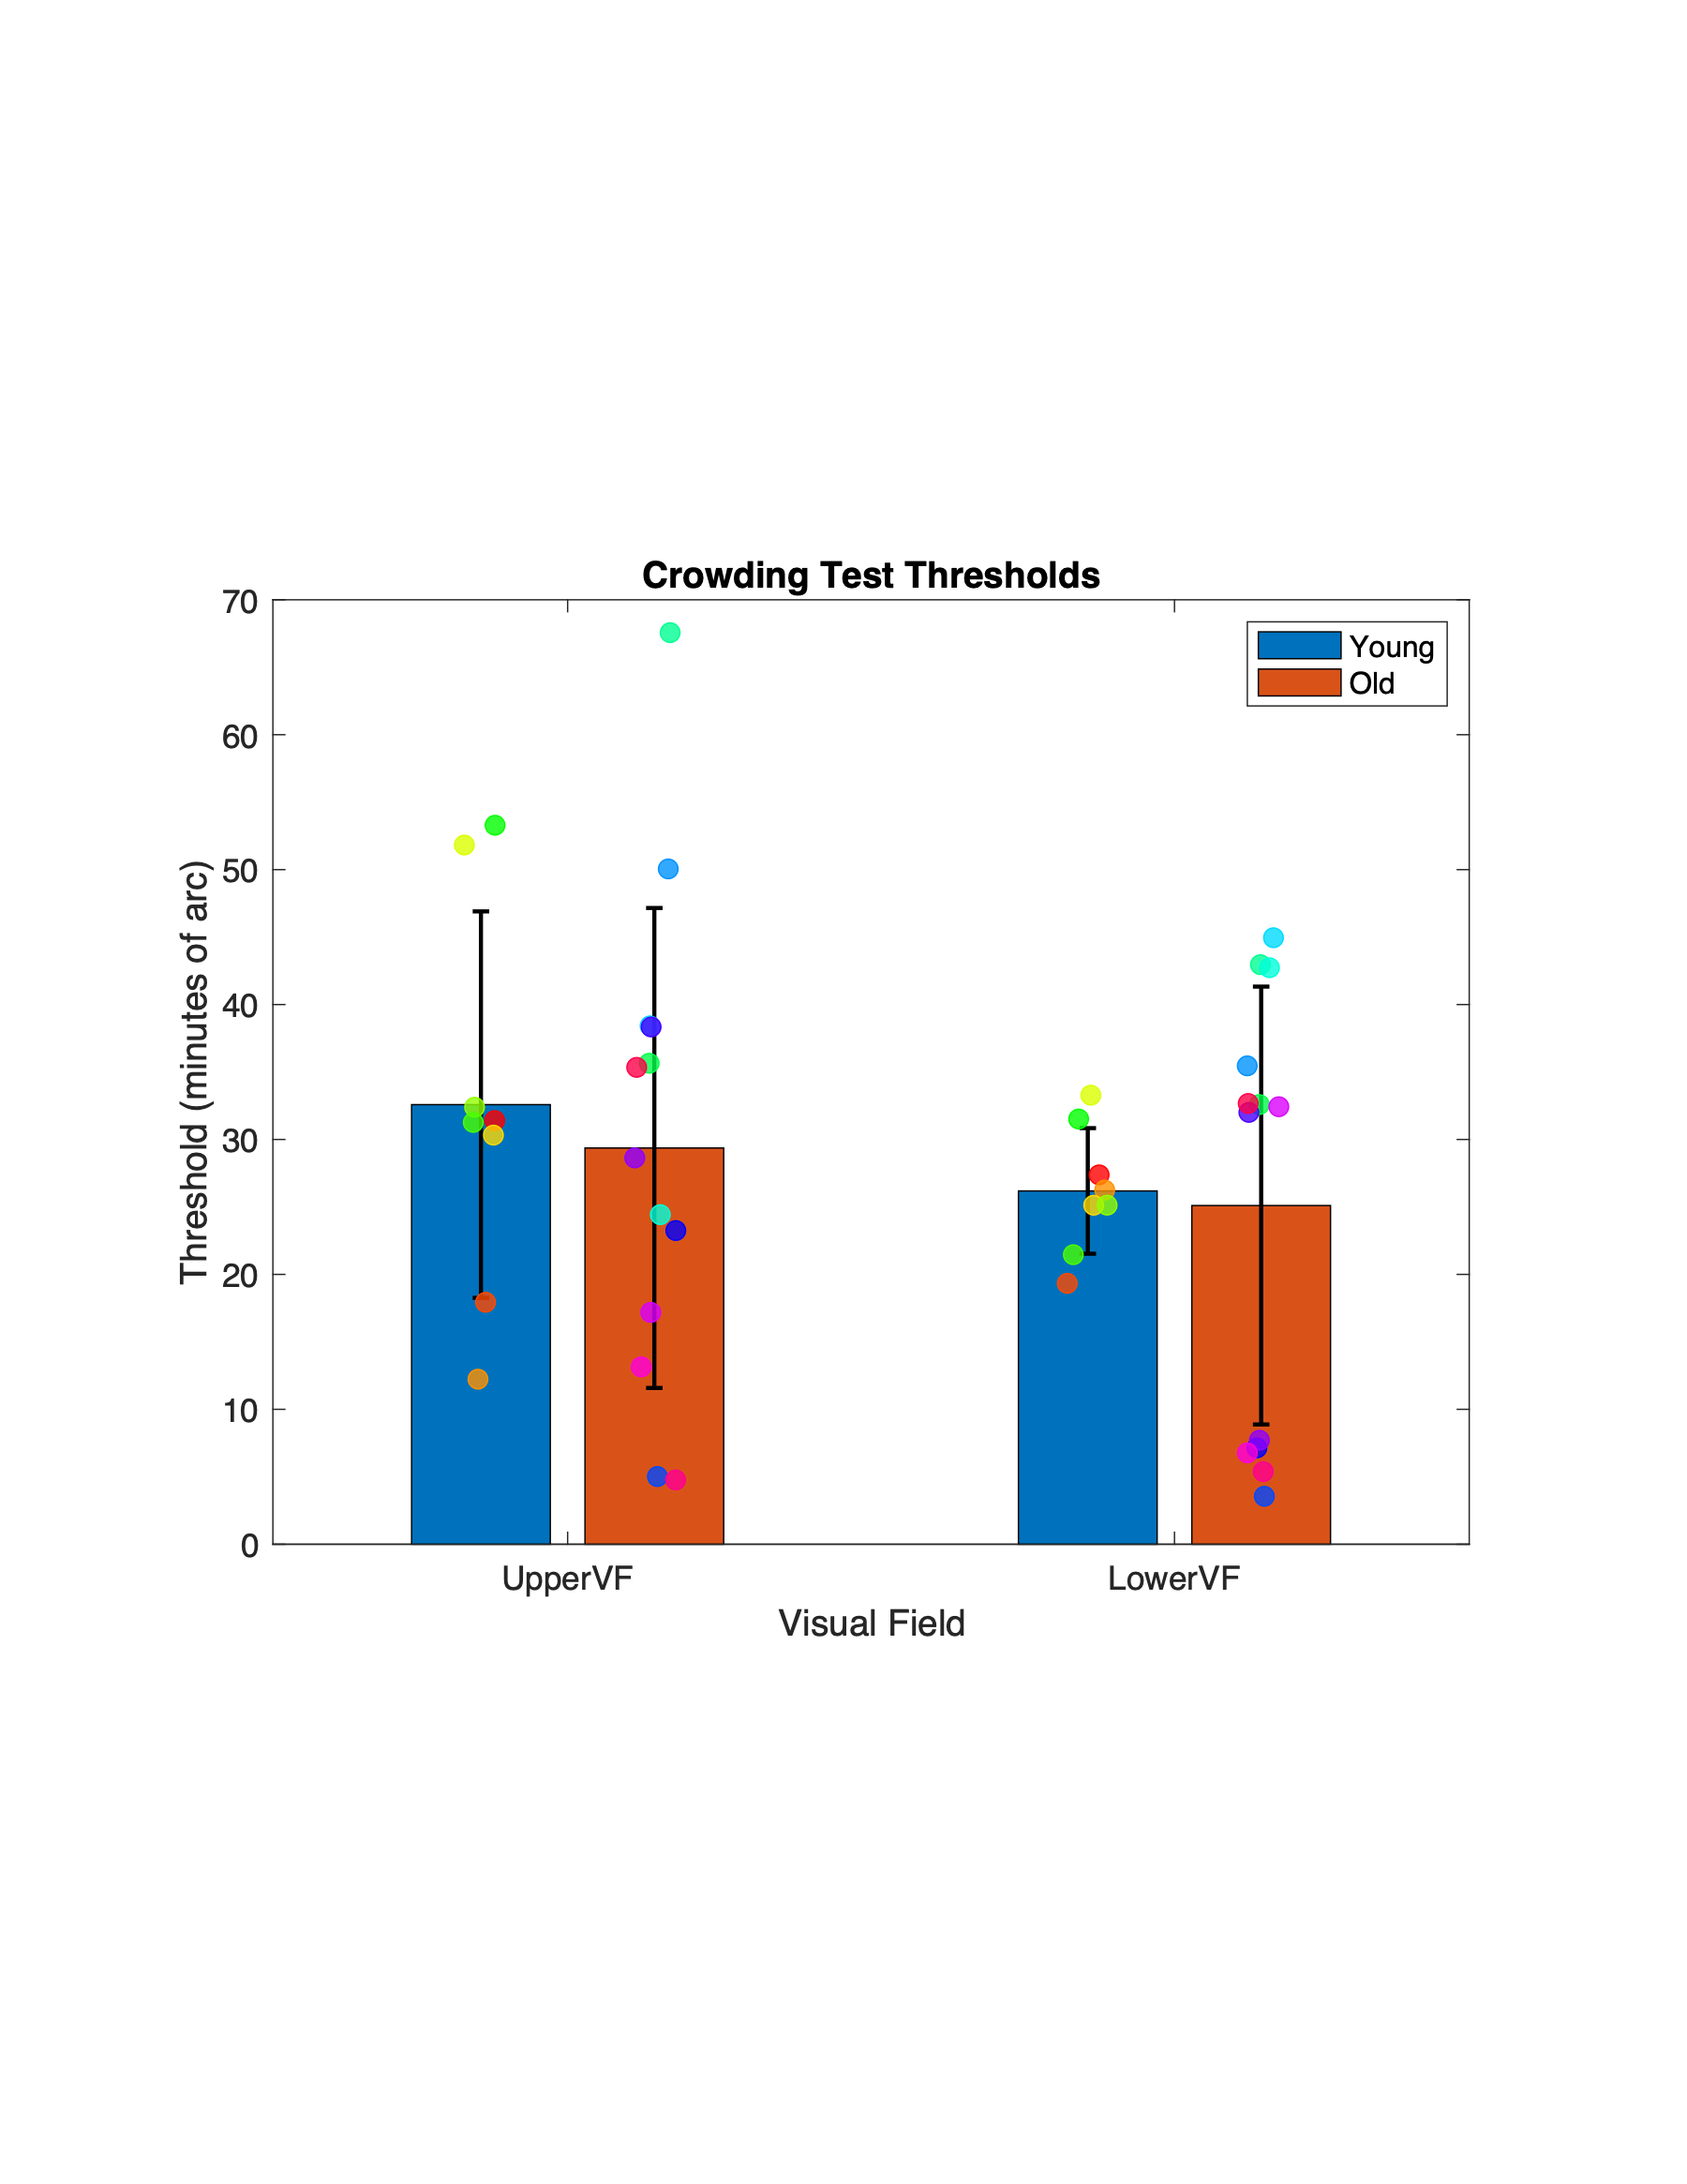 Crowding Test Thresholds
70
60
50
40
30
20
10
0
Threshold (minutes of arc)
Young
Old
UpperVF
LowerVF
Visual Field